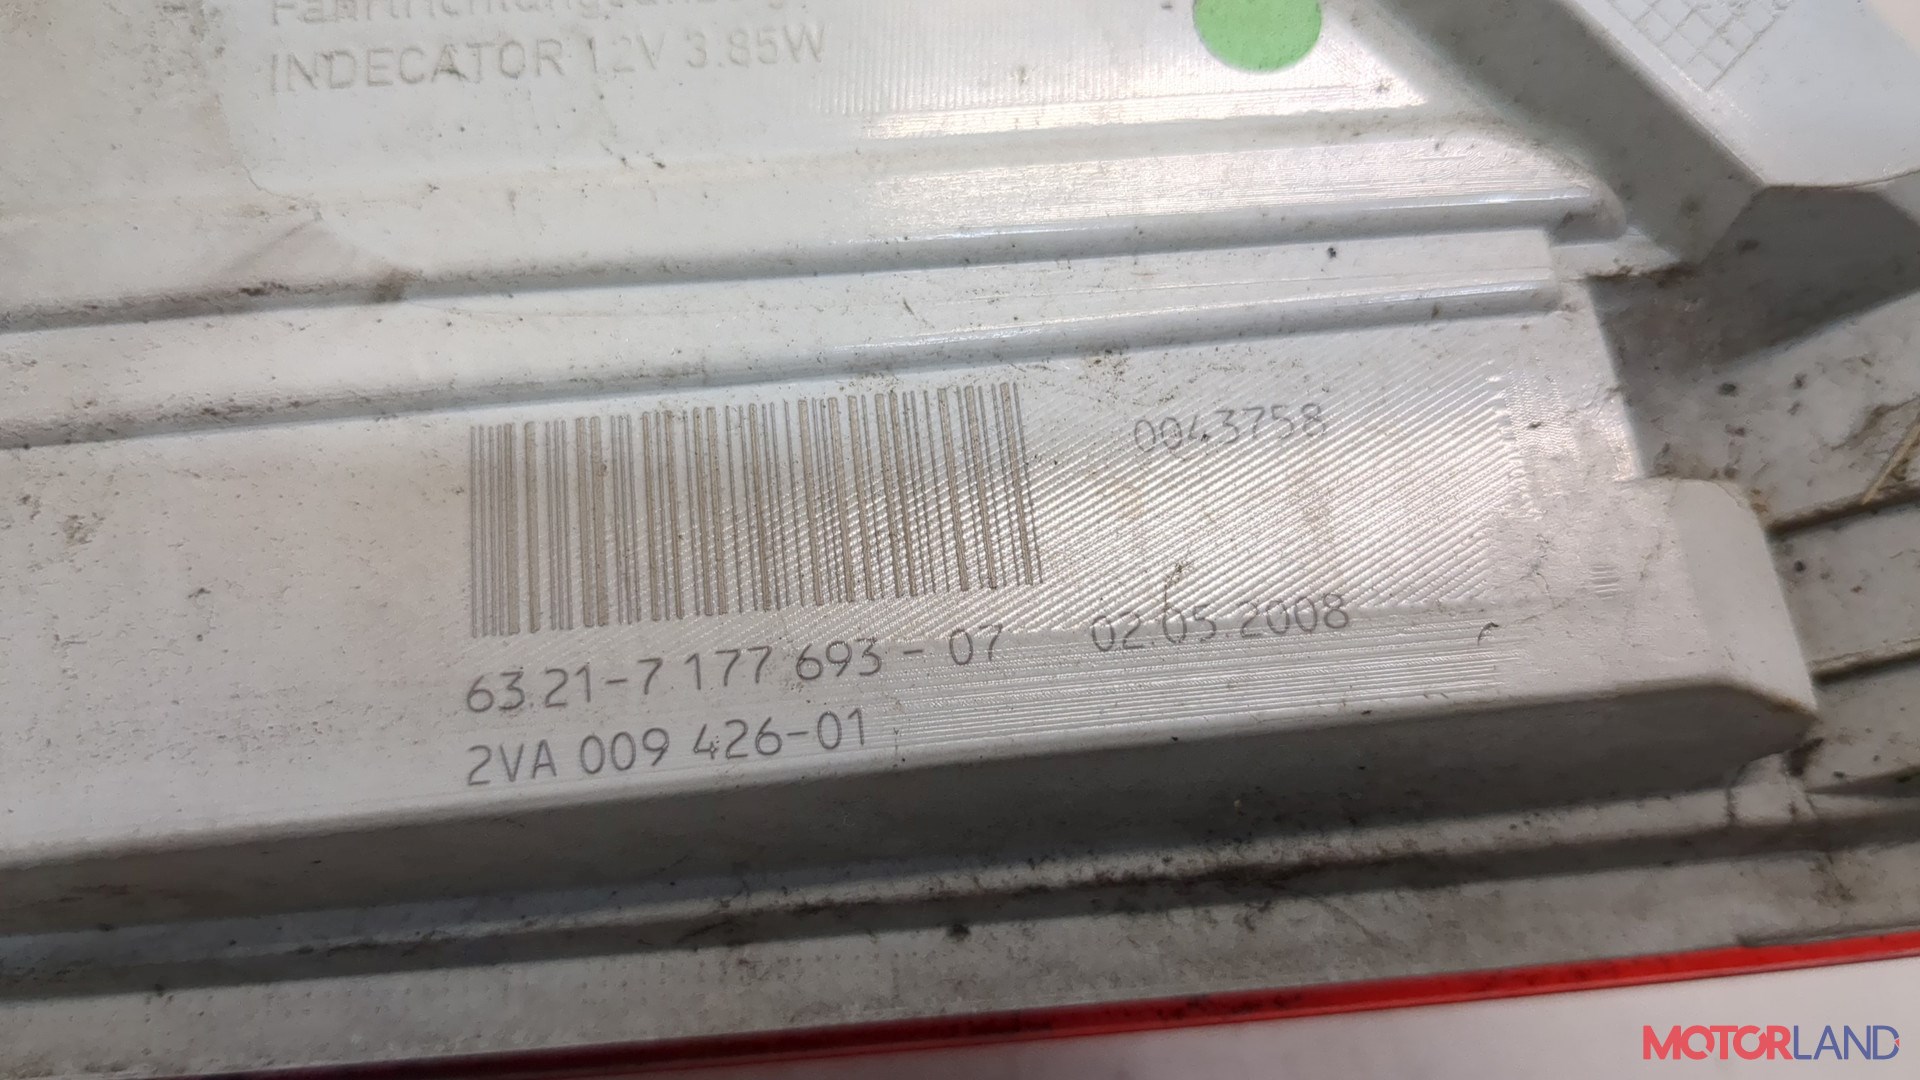 Fahrtrichtungsanzeiger
INDECATOR 12V 3.85W
0043758
63.21-7 177 693-07 02.05.2008
2VA 009 426-01
MOTORLAND